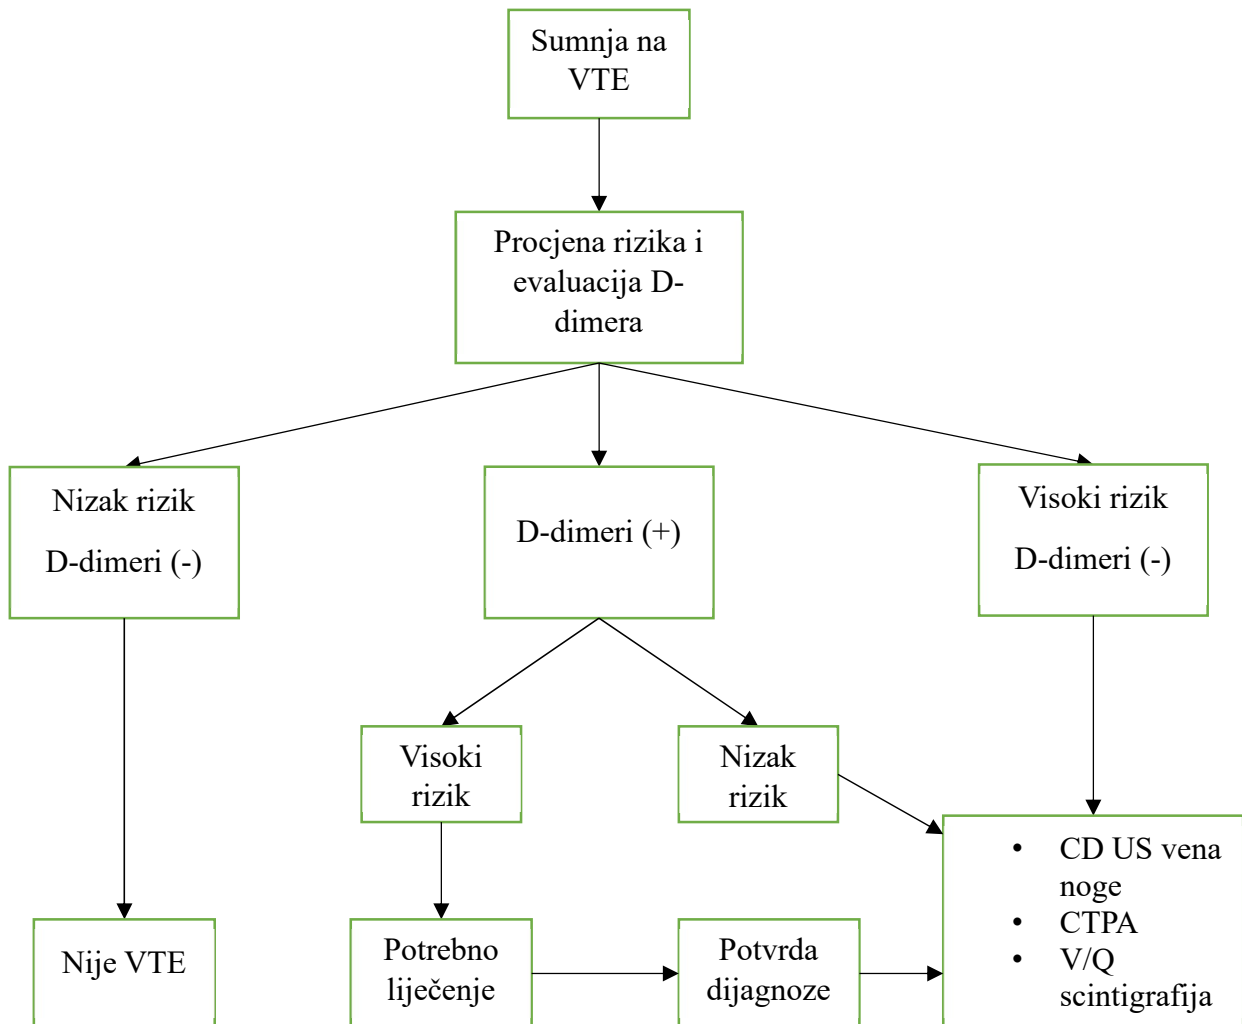 Sumnja na
VTE
Procjena rizika i
evaluacija D-
dimera
Nizak rizik
D-dimeri (-)
D-dimeri (+)
Visoki rizik
D-dimeri (-)
Visoki
rizik
Nizak
rizik
Nije VTE
Potrebno
liječenje
Potvrda
dijagnoze
• CD US vena
noge
• CTPA
• V/Q
scintigrafija